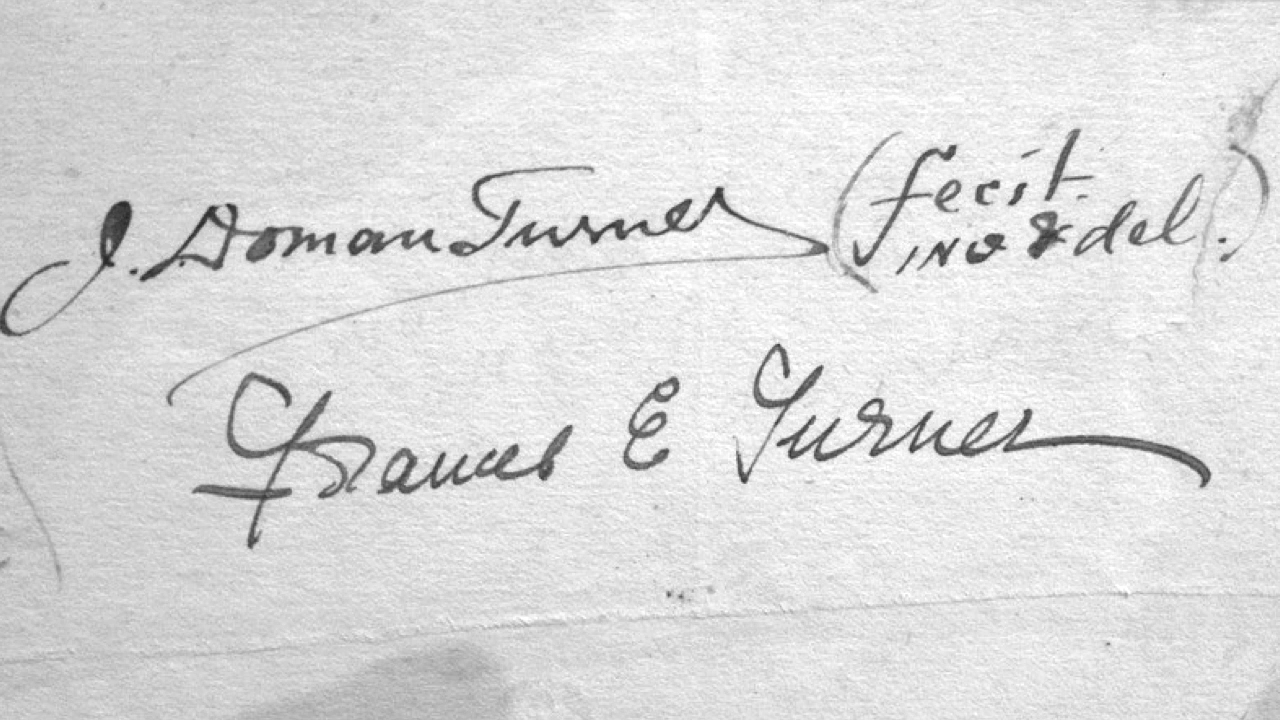 J. Doman Turner (fecit.
inv & del.)
Frances E Turner